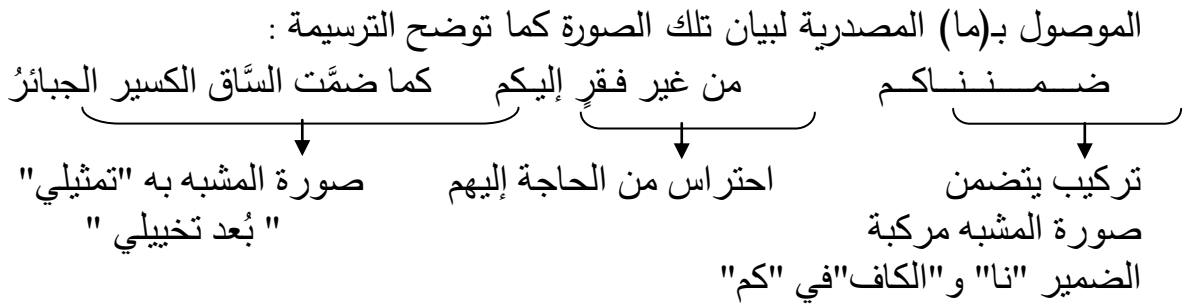 الموصول بـ(ما) المصدرية لبيان تلك الصورة كما توضح الترسيمة :
ضـــمـــنـنـاكـم من غير فقرٍ إليكم كما ضمَّت السَّاق الكسير الجبائرُ
تركيب يتضمن احتراس من الحاجة إليهم صورة المشبه به "تمثيلي"
صورة المشبه مركبة " بُعد تخييلي "
الضمير "نا" و"الكاف"في "كم"